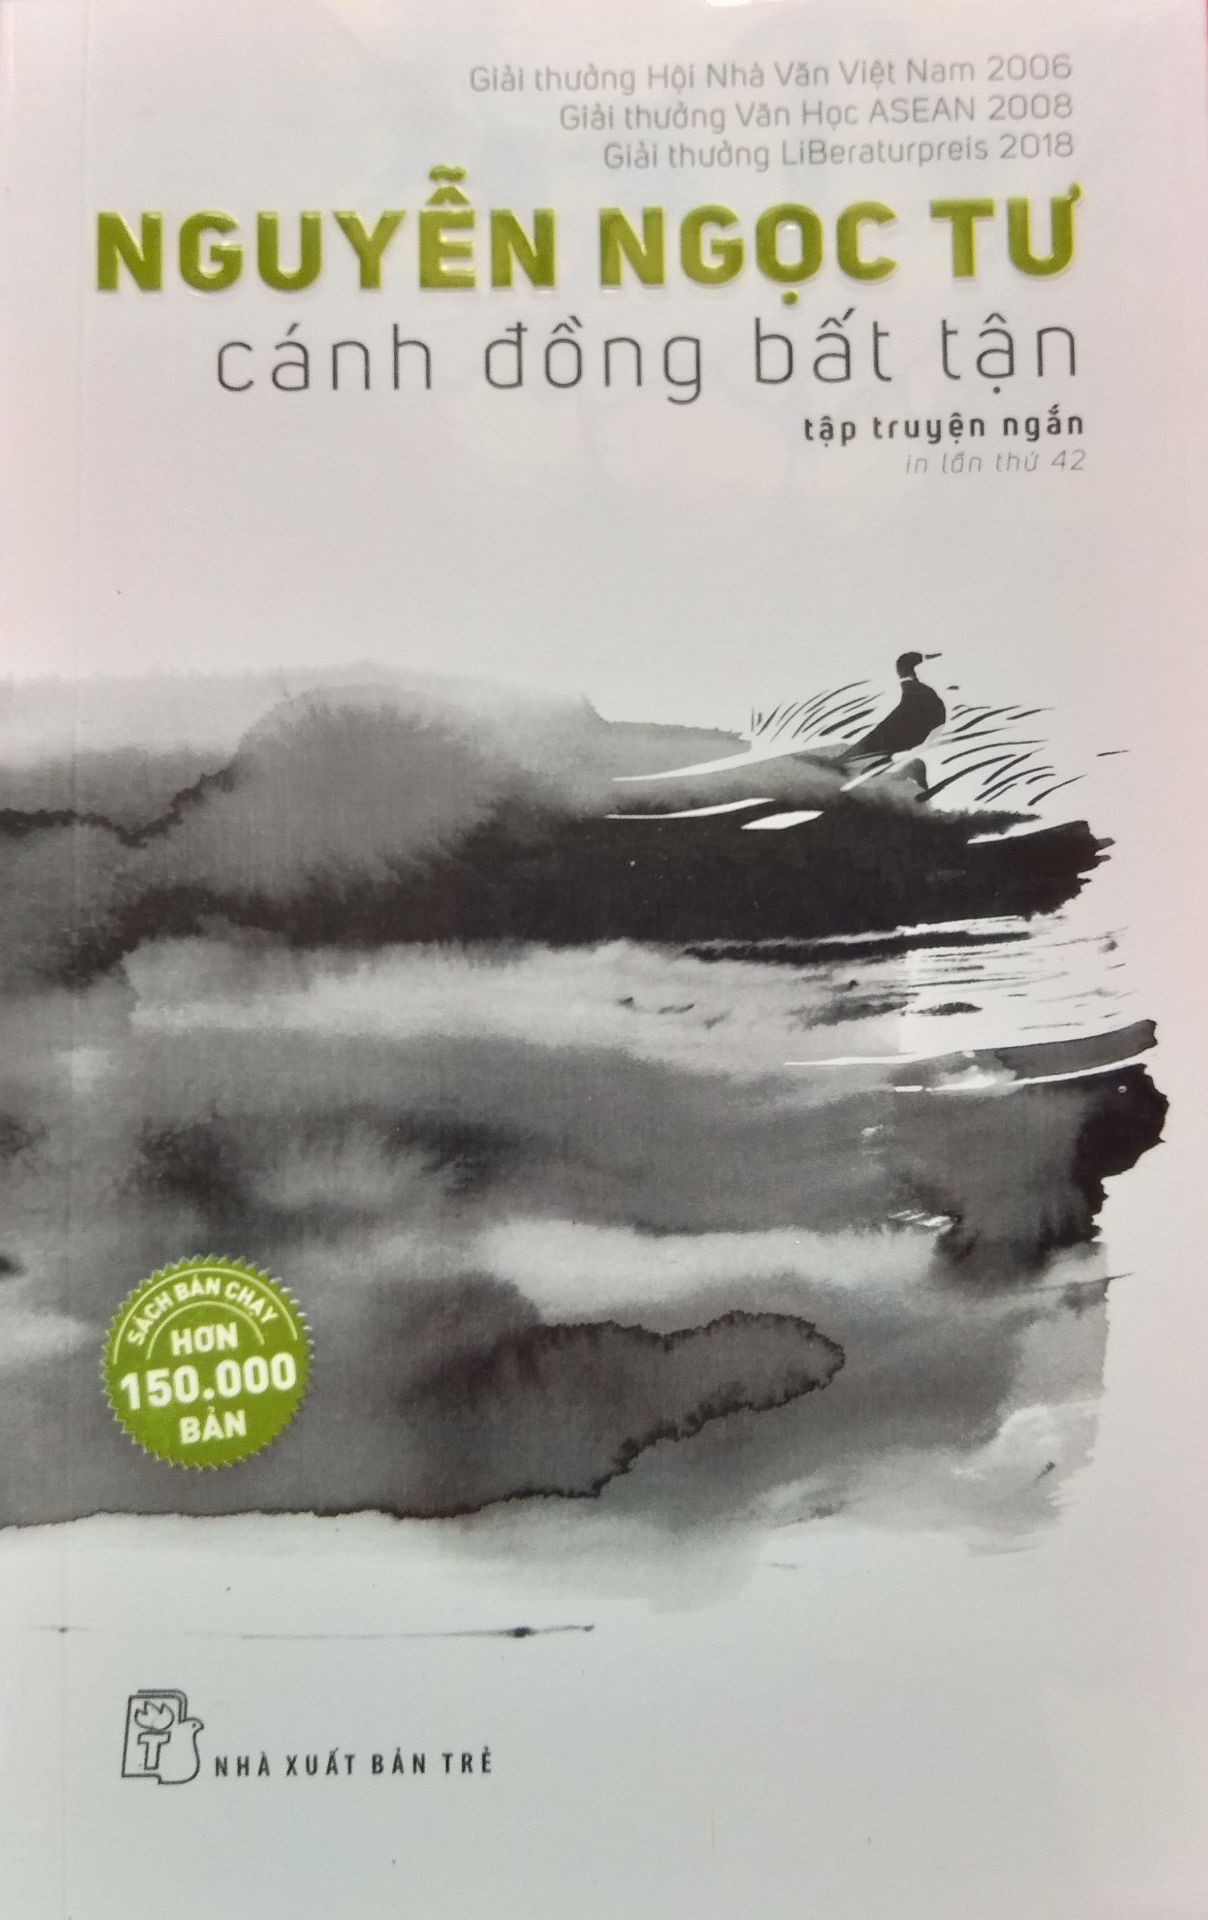 Giải thưởng Hội Nhà Văn Việt Nam 2006
Giải thưởng Văn Học ASEAN 2008
Giải thưởng LiBeraturpreis 2018
NGUYỄN NGỌC TƯ
cánh đồng bất tận
tập truyện ngắn
in lần thứ 42
SÁCH BÁN CHẠY
HƠN
150.000
BẢN
T
NHÀ XUẤT BẢN TRẺ